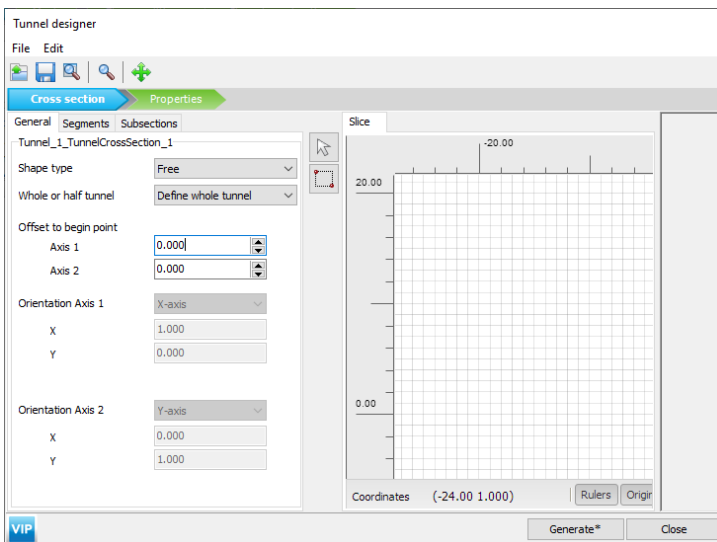 Tunnel designer
File Edit
Cross section Properties
General Segments Subsections
Tunnel_1_TunnelCrossSection_1
Shape type Free
Whole or half tunnel Define whole tunnel
Offset to begin point
Axis 1 0.000
Axis 2 0.000
Orientation Axis 1 X-axis
X 1.000
Y 0.000
Orientation Axis 2 Y-axis
X 0.000
Y 1.000
Slice
-20.00
20.00
0.00
Coordinates (-24.00 1.000) Rulers Origin
VIP Generate* Close